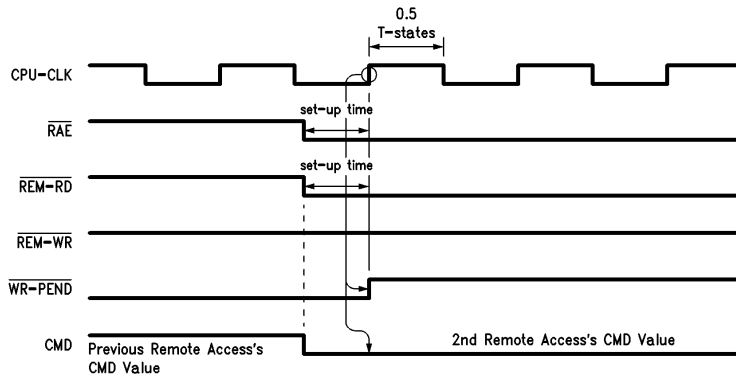 0.5
T-states
CPU-CLK
set-up time
RAE
set-up time
REM-RD
REM-WR
WR-PEND
CMD
Previous Remote Access's
CMD Value
2nd Remote Access's CMD Value